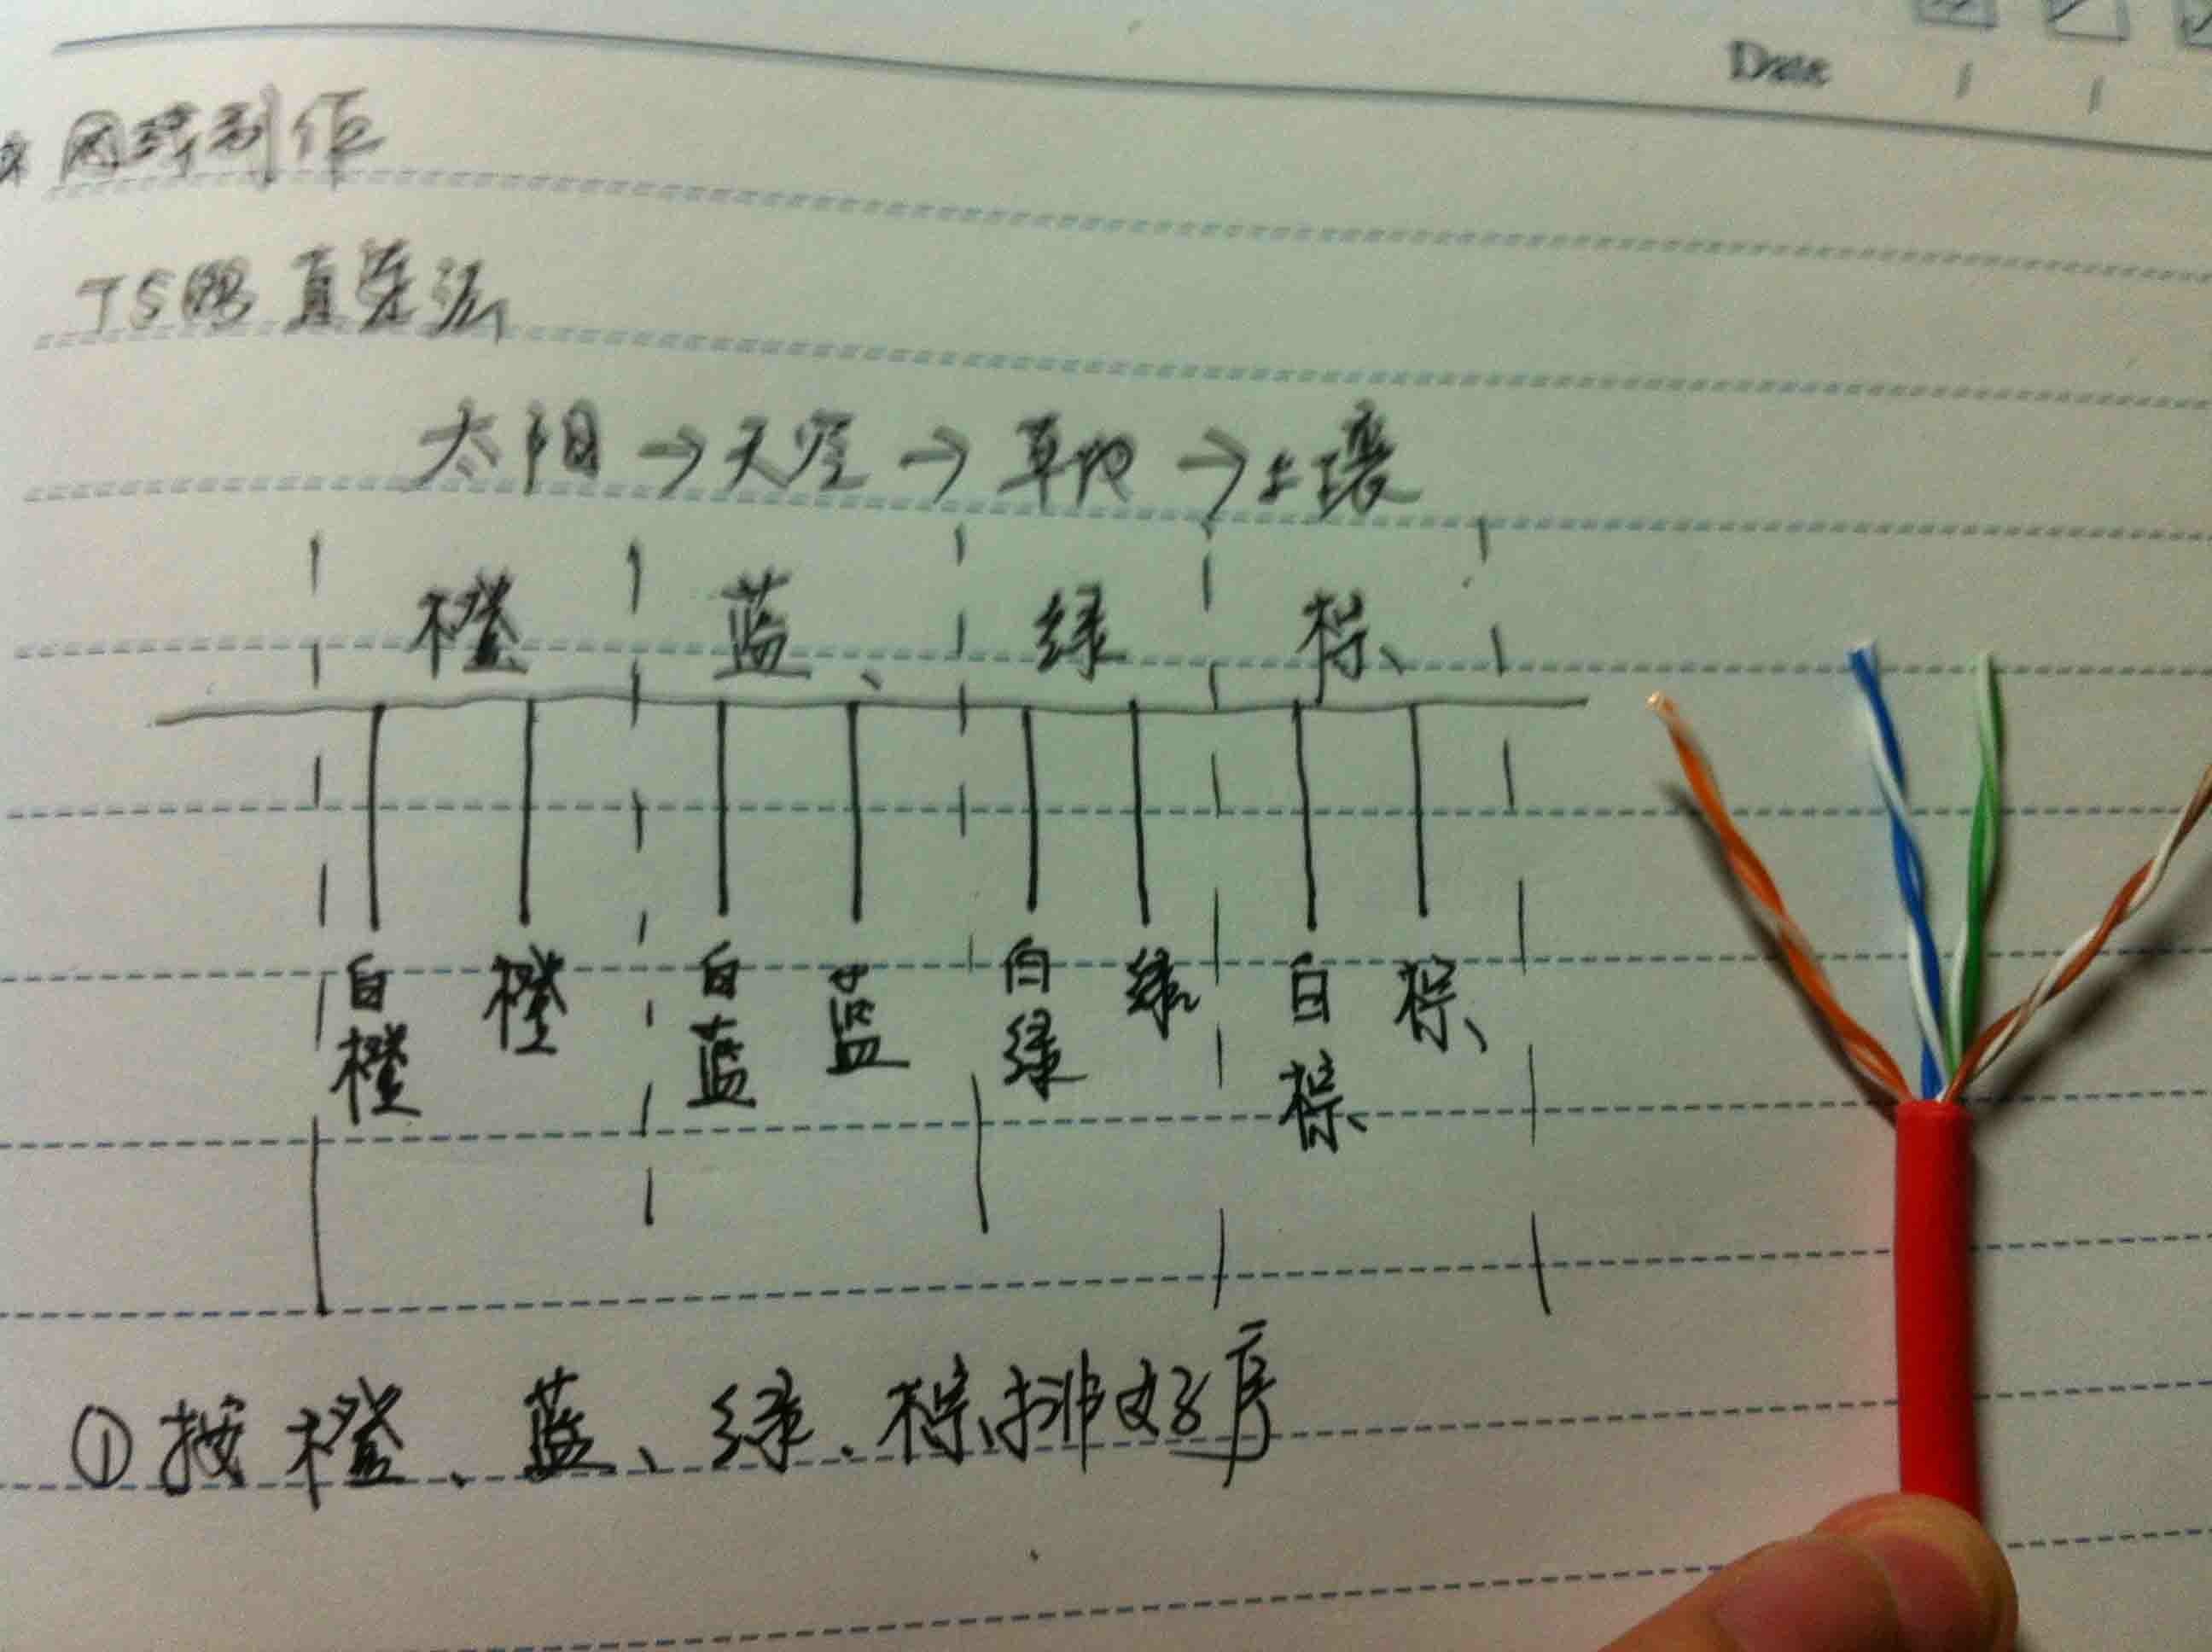 Date
网线制作
T568B 直连法
太阳→天空→草地→土壤
橙 蓝、 绿 棕
白橙 橙 白蓝 蓝 白绿 绿 白棕 棕
①按橙、蓝、绿、棕排好序